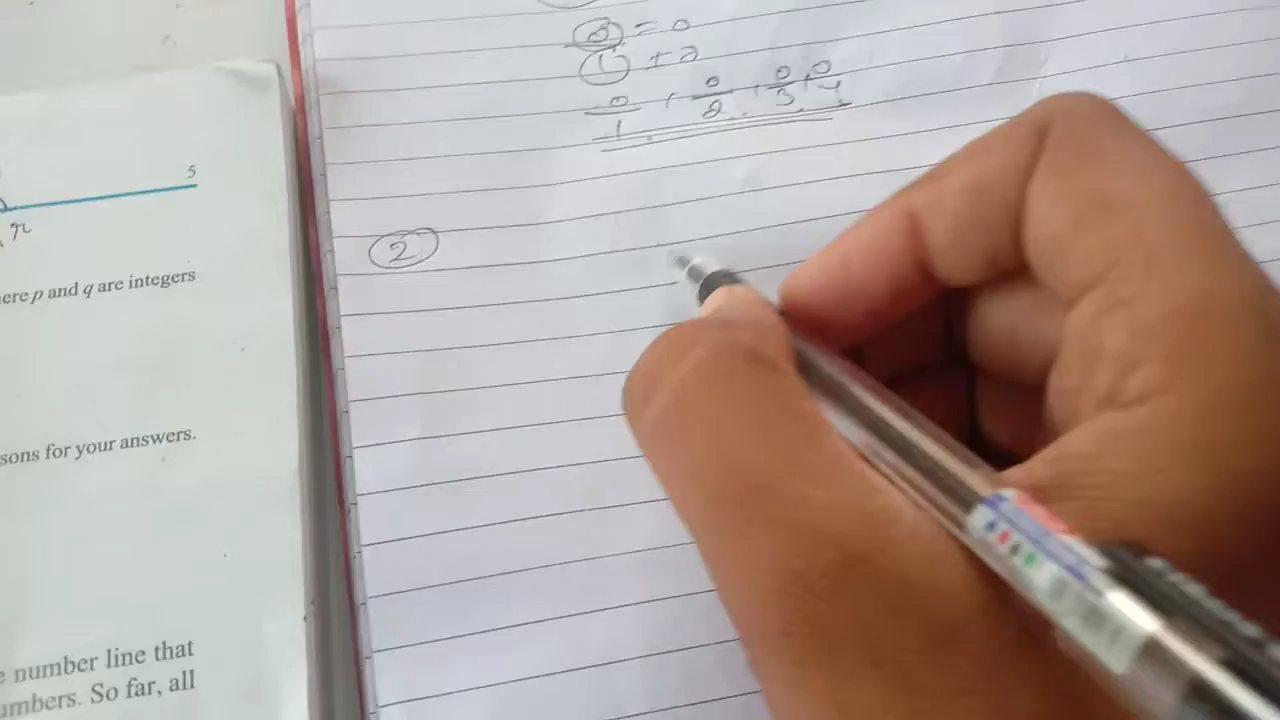 5
, n
ere p and q are integers
sons for your answers.
number line that
umbers. So far, all
0 = 0
1 + 2
0/1 , 0/2 , 0/3 , 0/4
2